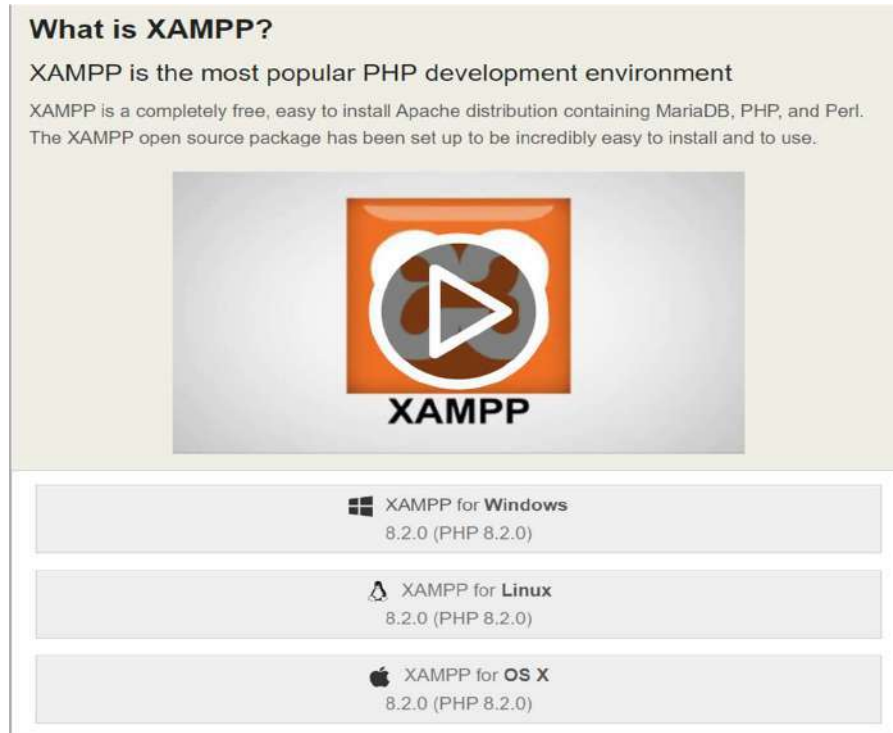 What is XAMPP?
XAMPP is the most popular PHP development environment
XAMPP is a completely free, easy to install Apache distribution containing MariaDB, PHP, and Perl.
The XAMPP open source package has been set up to be incredibly easy to install and to use.
XAMPP
XAMPP for Windows
8.2.0 (PHP 8.2.0)
XAMPP for Linux
8.2.0 (PHP 8.2.0)
XAMPP for OS X
8.2.0 (PHP 8.2.0)